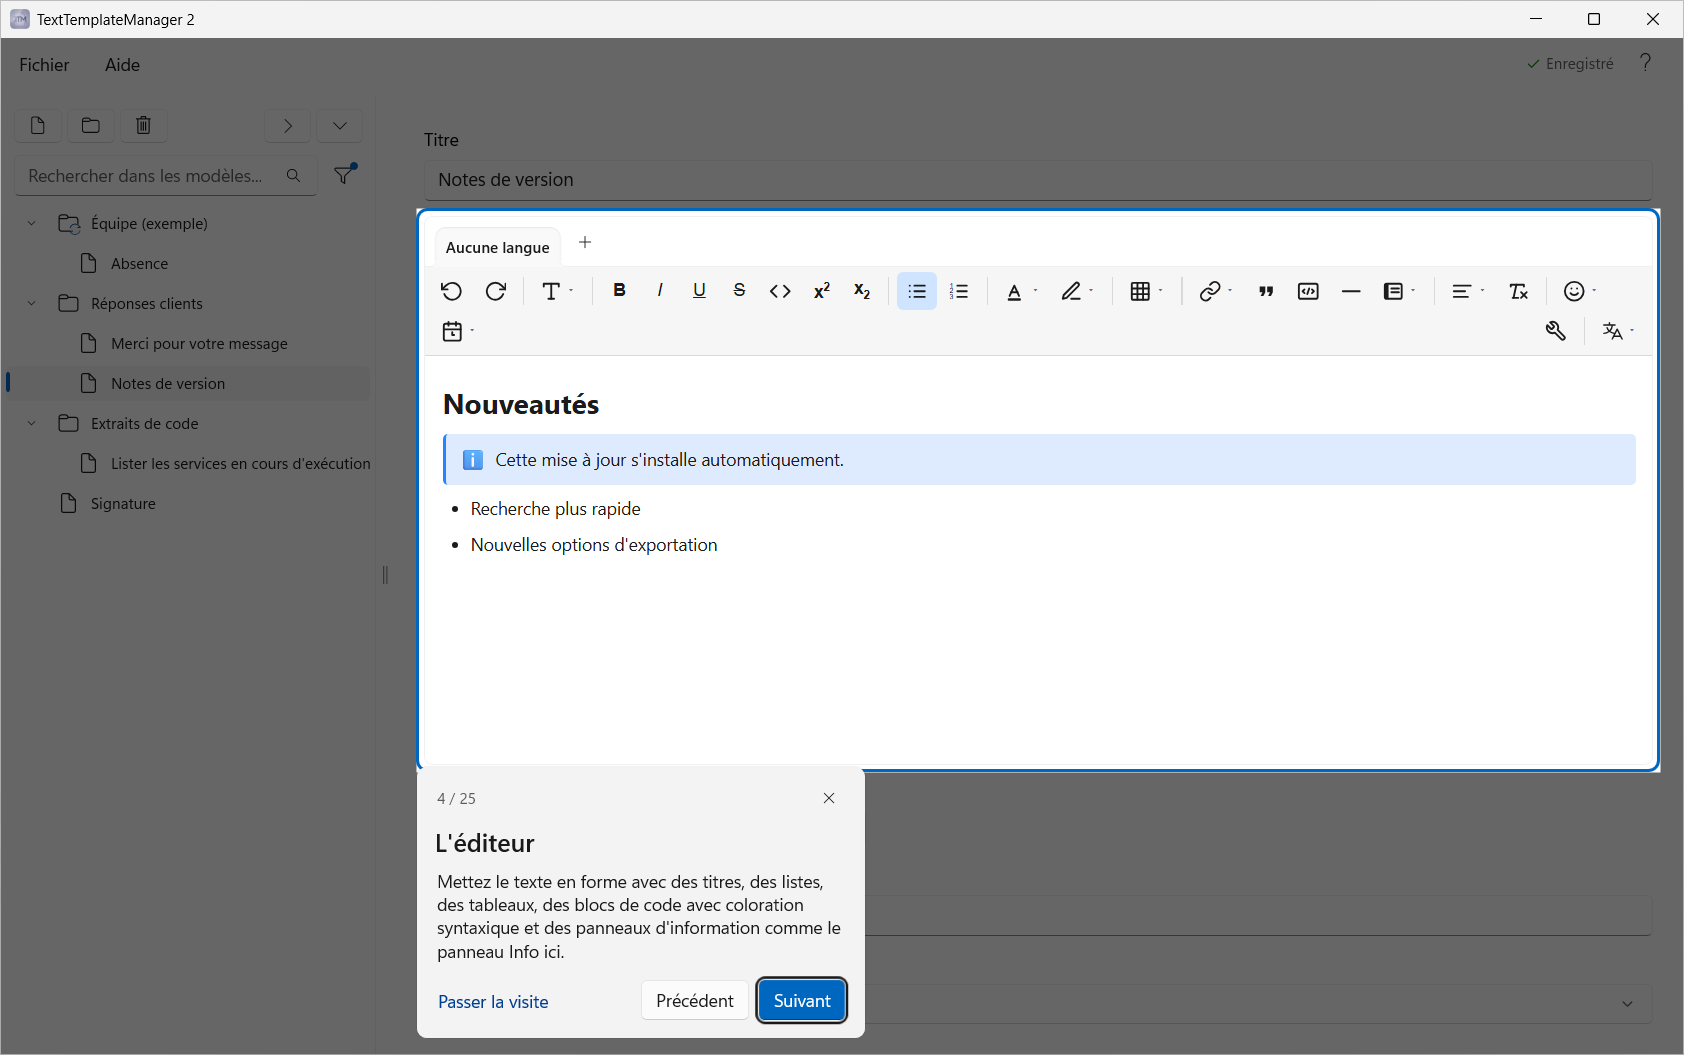 TextTemplateManager 2
Fichier
Aide
Enregistré
?
Rechercher dans les modèles...
Équipe (exemple)
Absence
Réponses clients
Merci pour votre message
Notes de version
Extraits de code
Lister les services en cours d'exécution
Signature
Titre
Notes de version
Aucune langue
Nouveautés
Cette mise à jour s'installe automatiquement.
• Recherche plus rapide
• Nouvelles options d'exportation
4 / 25
L'éditeur
Mettez le texte en forme avec des titres, des listes,
des tableaux, des blocs de code avec coloration
syntaxique et des panneaux d'information comme le
panneau Info ici.
Passer la visite
Précédent
Suivant